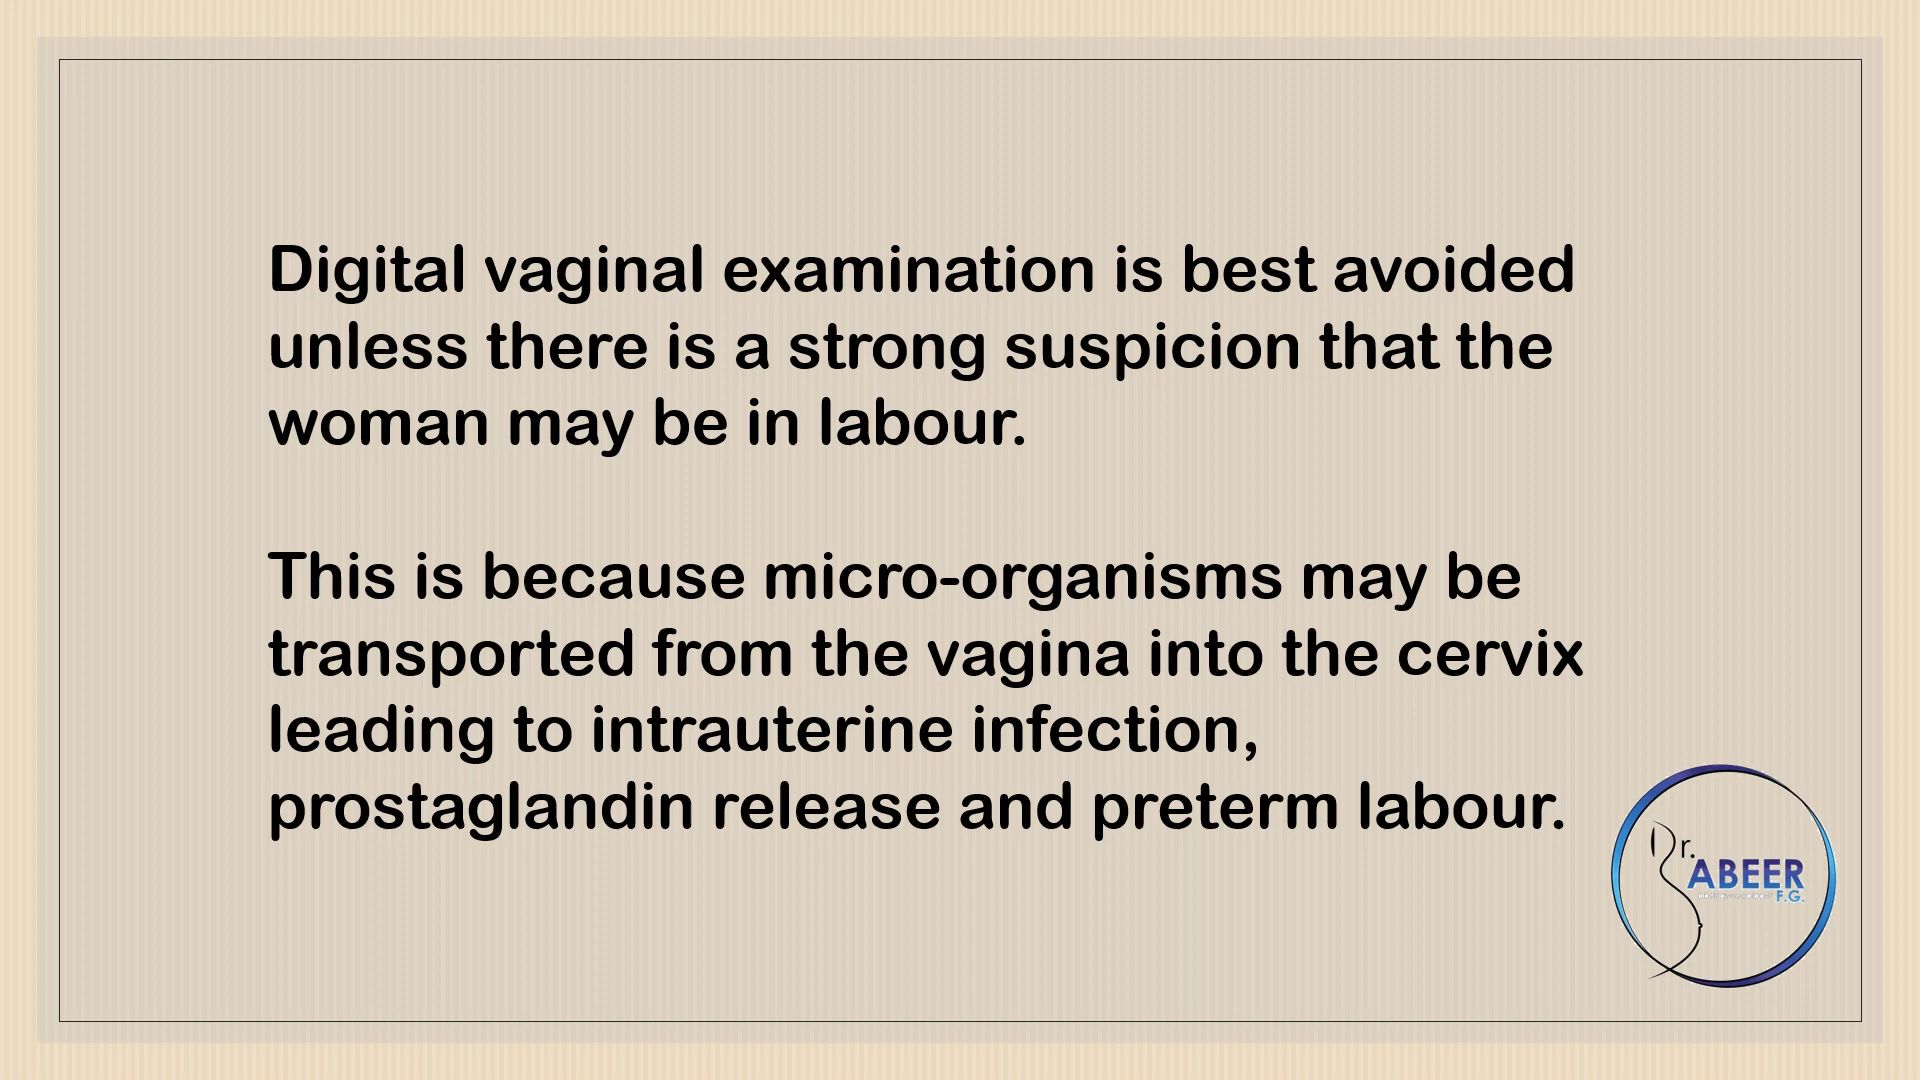 Digital vaginal examination is best avoided
unless there is a strong suspicion that the
woman may be in labour.
This is because micro-organisms may be
transported from the vagina into the cervix
leading to intrauterine infection,
prostaglandin release and preterm labour.
Dr.
ABEER
F.G.